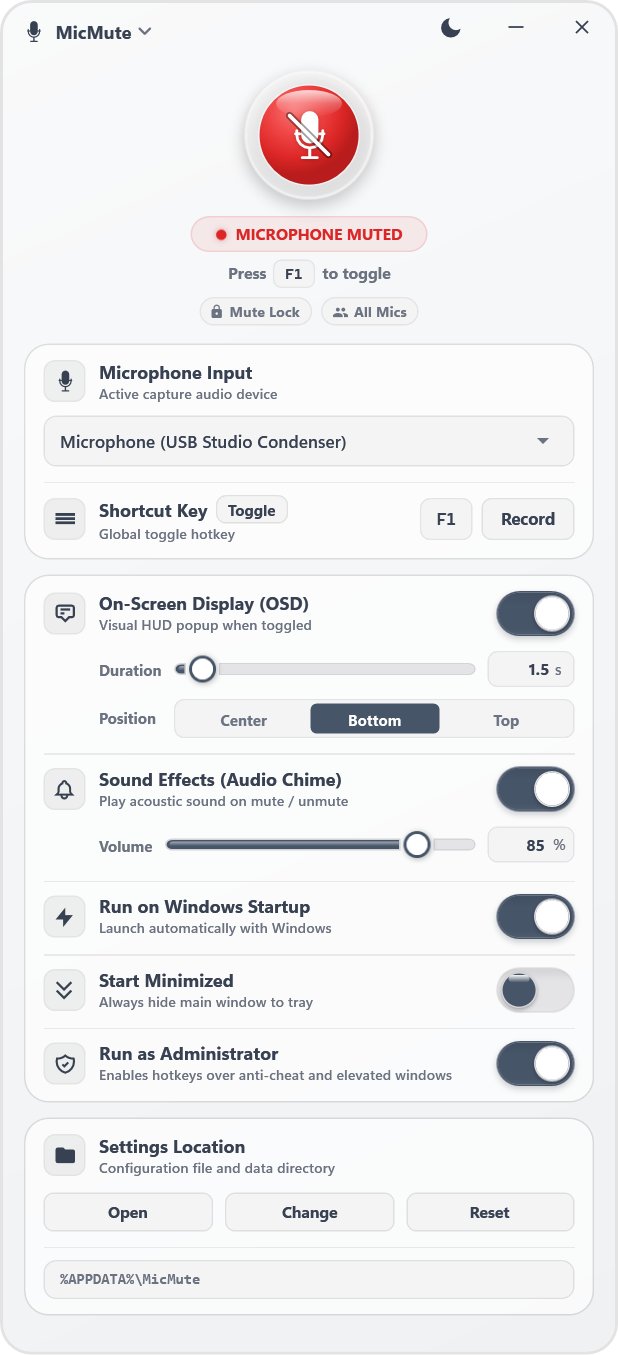 MicMute
MICROPHONE MUTED
Press F1 to toggle
Mute Lock All Mics
Microphone Input
Active capture audio device
Microphone (USB Studio Condenser)
Shortcut Key Toggle
Global toggle hotkey
F1 Record
On-Screen Display (OSD)
Visual HUD popup when toggled
Duration 1.5 s
Position Center Bottom Top
Sound Effects (Audio Chime)
Play acoustic sound on mute / unmute
Volume 85 %
Run on Windows Startup
Launch automatically with Windows
Start Minimized
Always hide main window to tray
Run as Administrator
Enables hotkeys over anti-cheat and elevated windows
Settings Location
Configuration file and data directory
Open Change Reset
%APPDATA%\MicMute